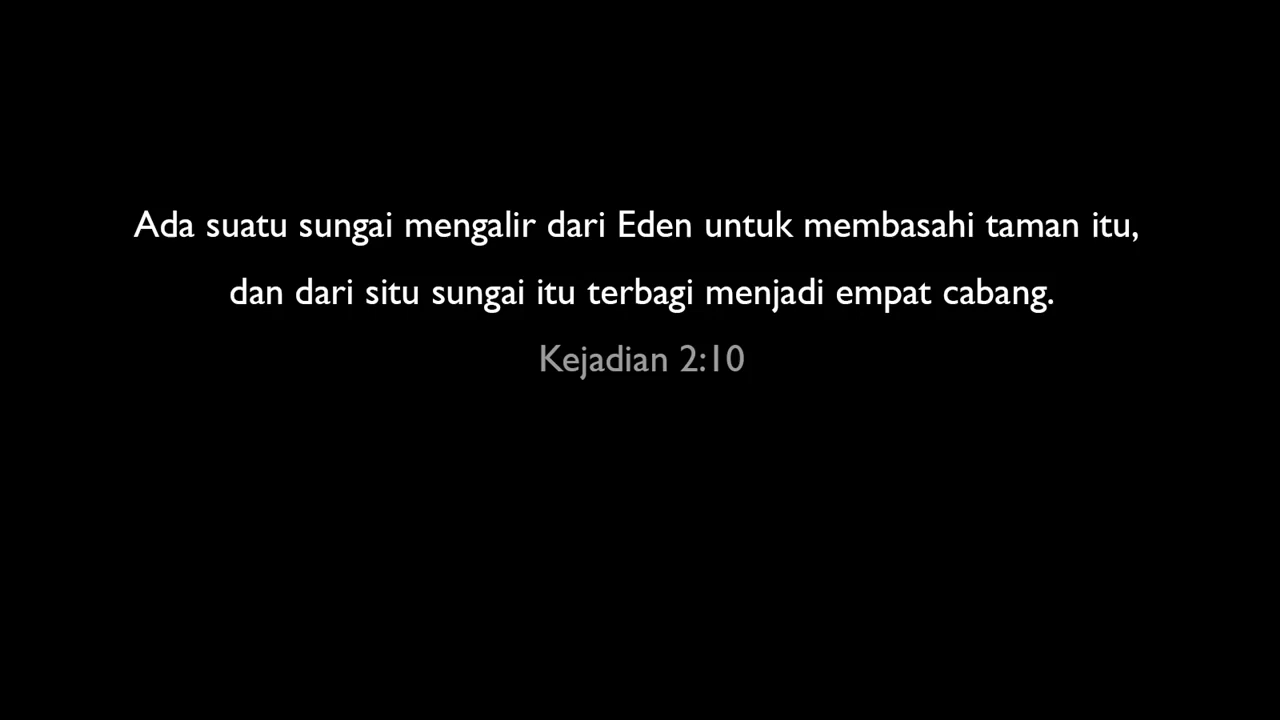 Ada suatu sungai mengalir dari Eden untuk membasahi taman itu,
dan dari situ sungai itu terbagi menjadi empat cabang.
Kejadian 2:10